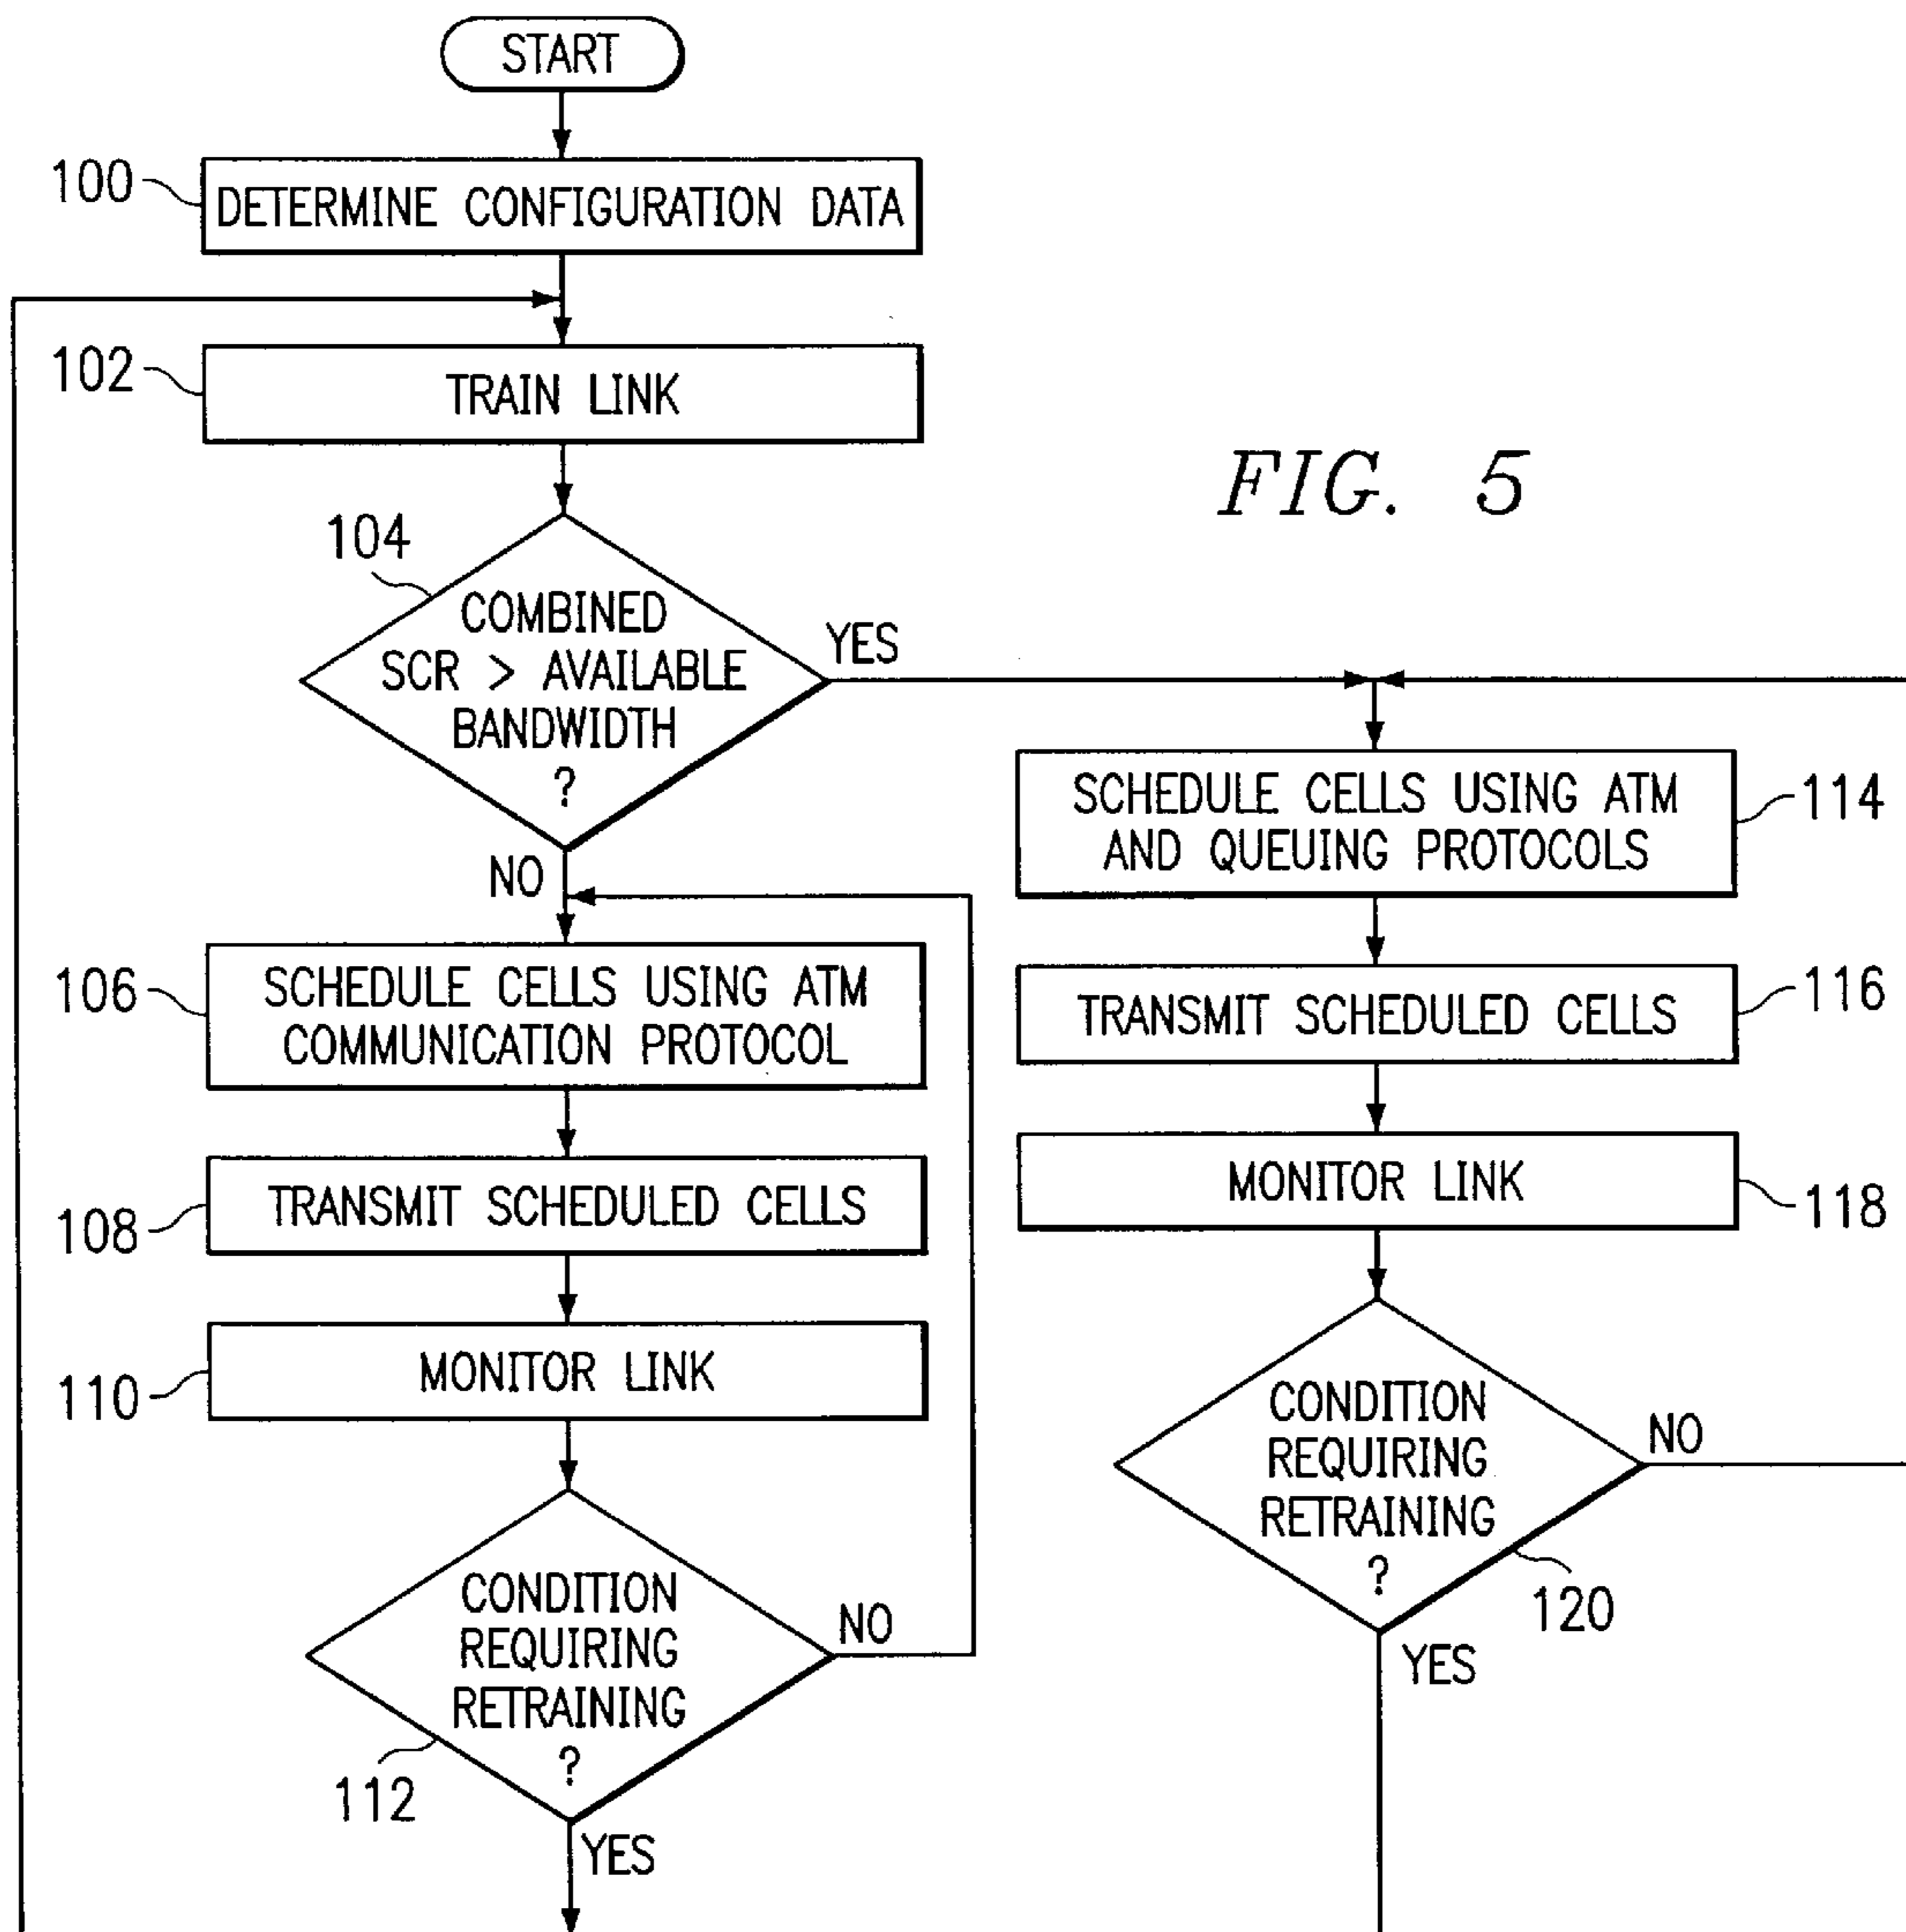 START
100
DETERMINE CONFIGURATION DATA
102
TRAIN LINK
FIG. 5
104
COMBINED
SCR > AVAILABLE
BANDWIDTH
?
YES
NO
106
SCHEDULE CELLS USING ATM
COMMUNICATION PROTOCOL
108
TRANSMIT SCHEDULED CELLS
110
MONITOR LINK
CONDITION
REQUIRING
RETRAINING
?
NO
112
YES
SCHEDULE CELLS USING ATM
AND QUEUING PROTOCOLS
114
TRANSMIT SCHEDULED CELLS
116
MONITOR LINK
118
CONDITION
REQUIRING
RETRAINING
?
NO
120
YES